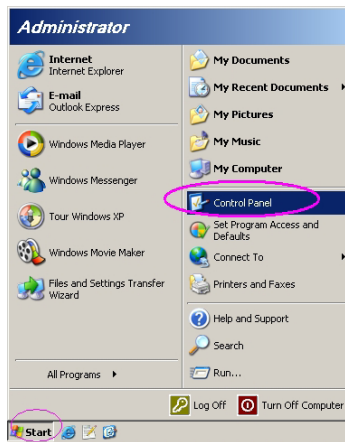 Administrator
Internet
Internet Explorer
E-mail
Outlook Express
Windows Media Player
Windows Messenger
Tour Windows XP
Windows Movie Maker
Files and Settings Transfer
Wizard
All Programs
My Documents
My Recent Documents
My Pictures
My Music
My Computer
Control Panel
Set Program Access and
Defaults
Connect To
Printers and Faxes
Help and Support
Search
Run...
Log Off
Turn Off Computer
Start